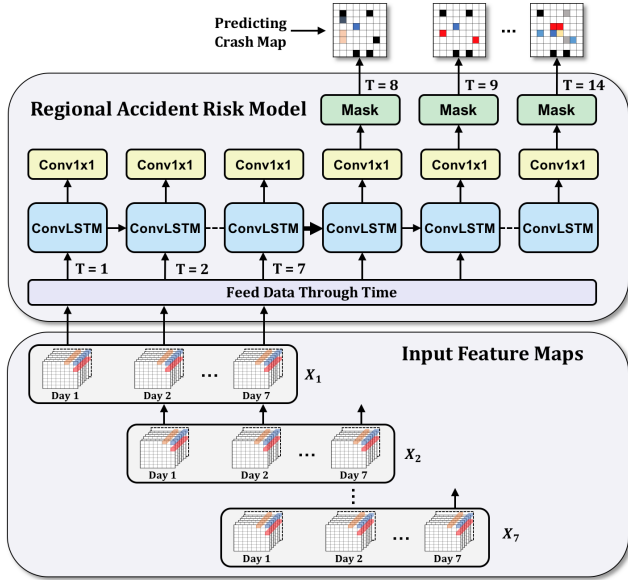 Predicting
Crash Map
...
T = 8
T = 9
T = 14
Regional Accident Risk Model
Mask
Mask
Mask
Conv1x1
Conv1x1
Conv1x1
Conv1x1
Conv1x1
Conv1x1
ConvLSTM
ConvLSTM
ConvLSTM
ConvLSTM
ConvLSTM
ConvLSTM
T = 1
T = 2
T = 7
Feed Data Through Time
Input Feature Maps
...
Day 1
Day 2
Day 7
X₁
...
Day 1
Day 2
Day 7
X₂
...
Day 1
Day 2
Day 7
X₇